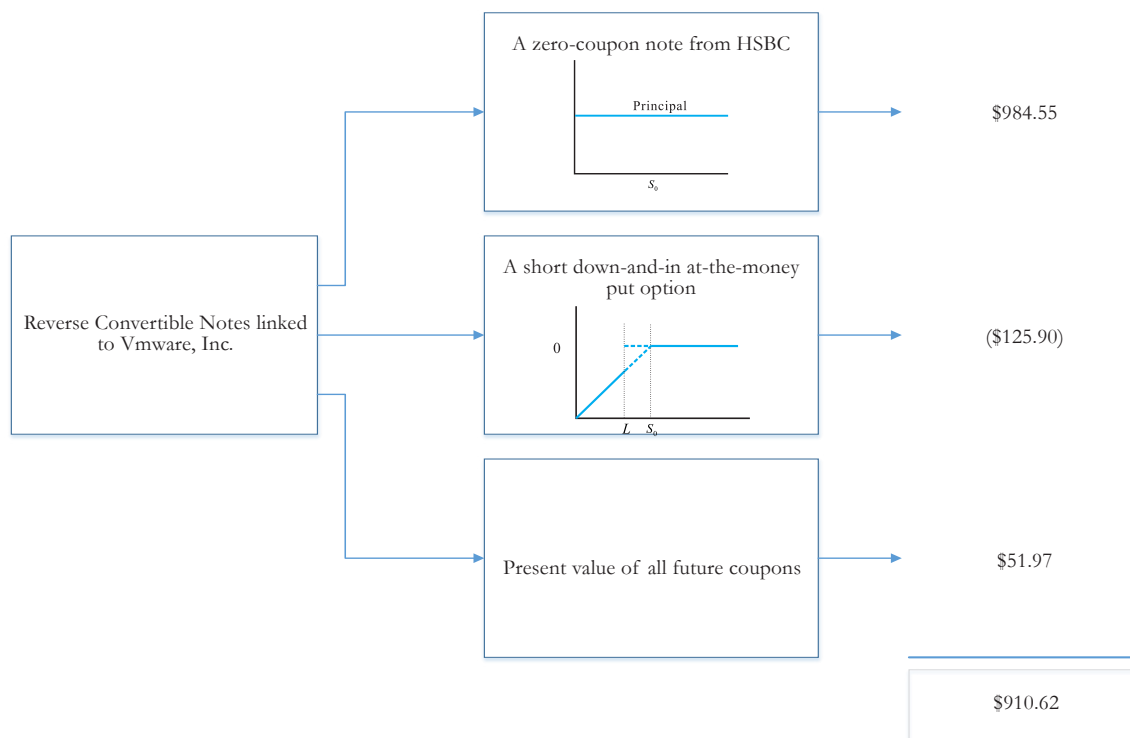 A zero-coupon note from HSBC
Principal
S₀
$984.55
Reverse Convertible Notes linked
to Vmware, Inc.
A short down-and-in at-the-money
put option
0
L S₀
($125.90)
Present value of all future coupons
$51.97
$910.62